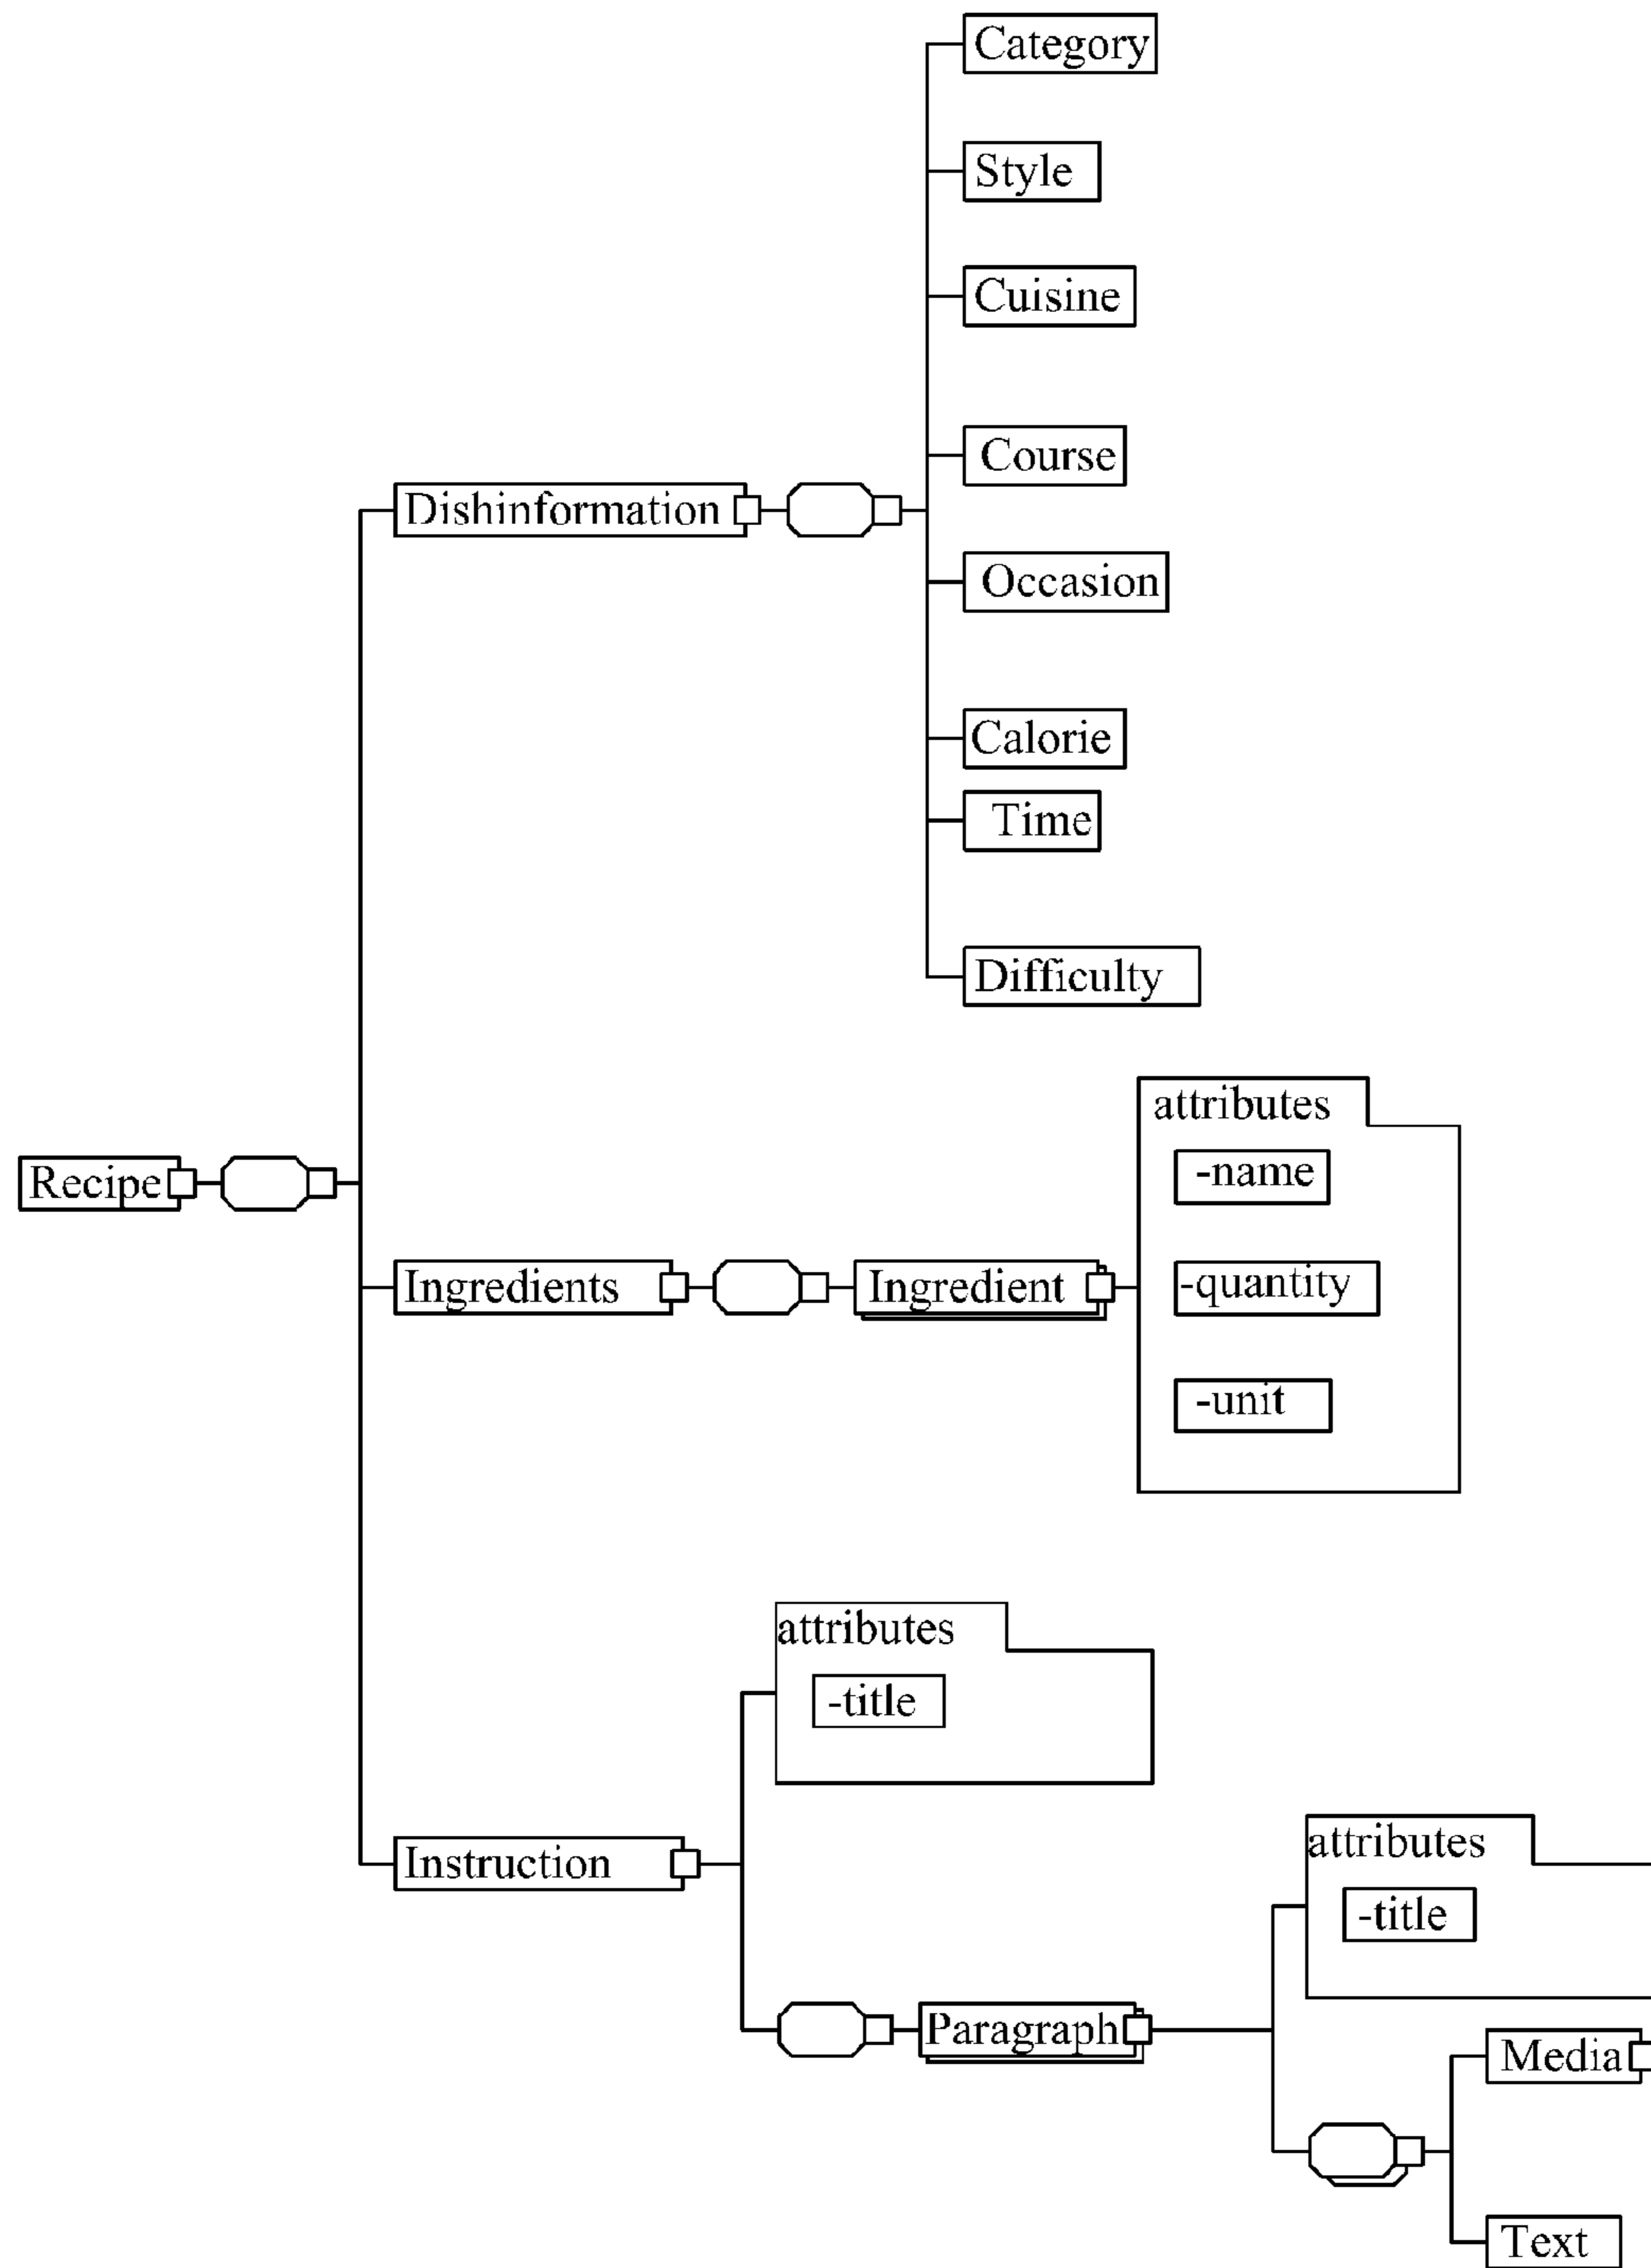 Category
Style
Cuisine
Course
Dishinformation
Occasion
Calorie
Time
Difficulty
attributes
-name
Recipe
Ingredients
Ingredient
-quantity
-unit
attributes
-title
Instruction
attributes
-title
Paragraph
Media
Text